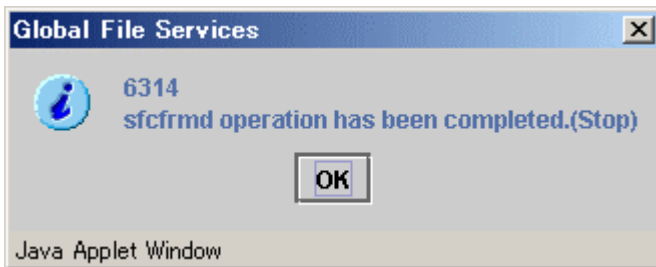 Global File Services
6314
sfcfrmd operation has been completed.(Stop)
OK
Java Applet Window